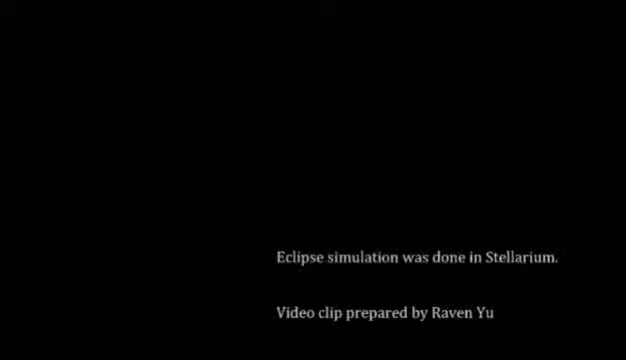 Eclipse simulation was done in Stellarium.
Video clip prepared by Raven Yu